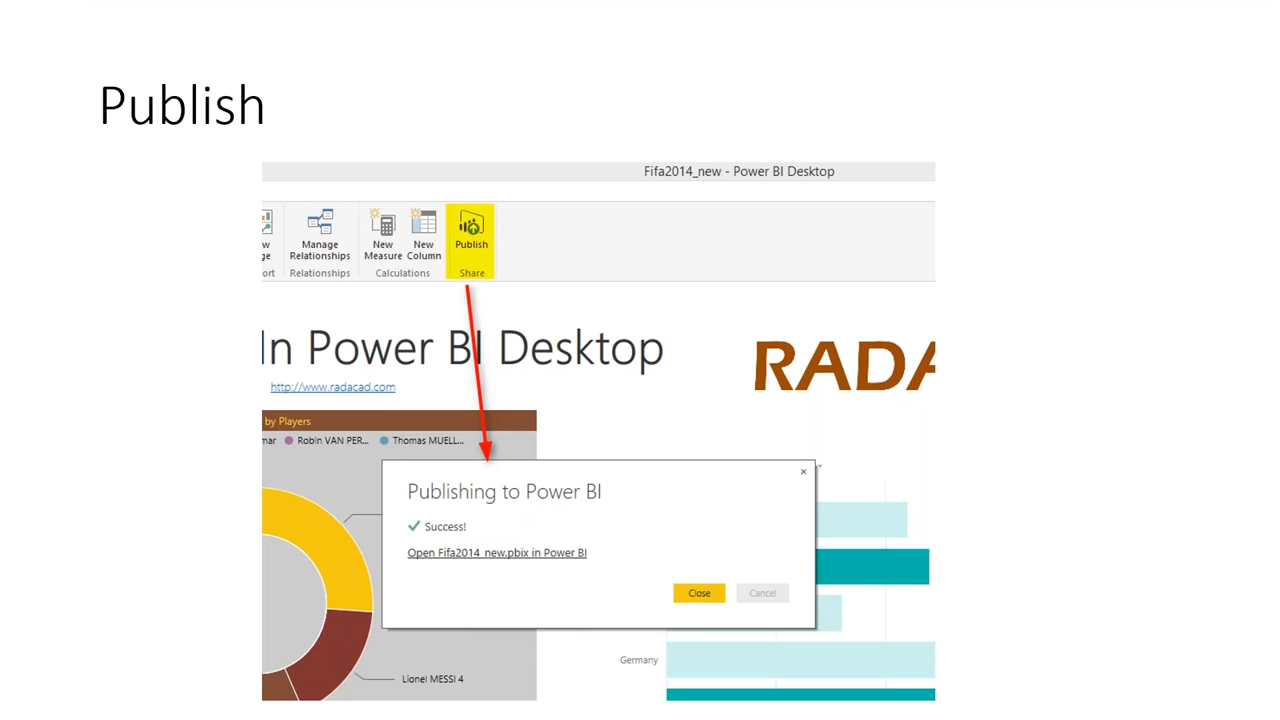 Publish
Fifa2014_new - Power BI Desktop
Manage
Relationships
New
Measure
New
Column
Publish
Relationships
Calculations
Share
In Power BI Desktop
http://www.radacad.com
by Players
Robin VAN PER...
Thomas MUELL...
Publishing to Power BI
Success!
Open Fifa2014_new.pbix in Power BI
Close
Cancel
Germany
Lionel MESSI 4